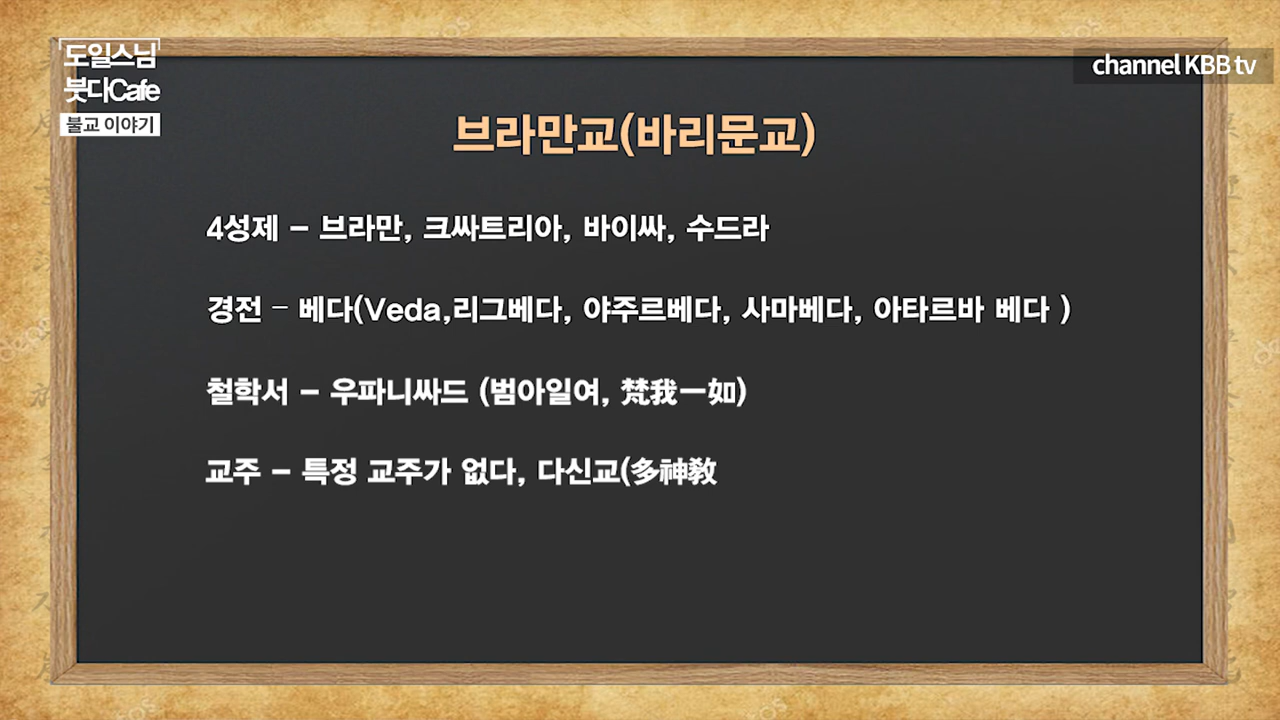 도일스님
붓다Cafe
불교 이야기
channel KBB tv
브라만교(바리문교)
4성제 – 브라만, 크싸트리아, 바이싸, 수드라
경전 – 베다(Veda,리그베다, 야주르베다, 사마베다, 아타르바 베다 )
철학서 – 우파니싸드 (범아일여, 梵我一如)
교주 – 특정 교주가 없다, 다신교(多神敎